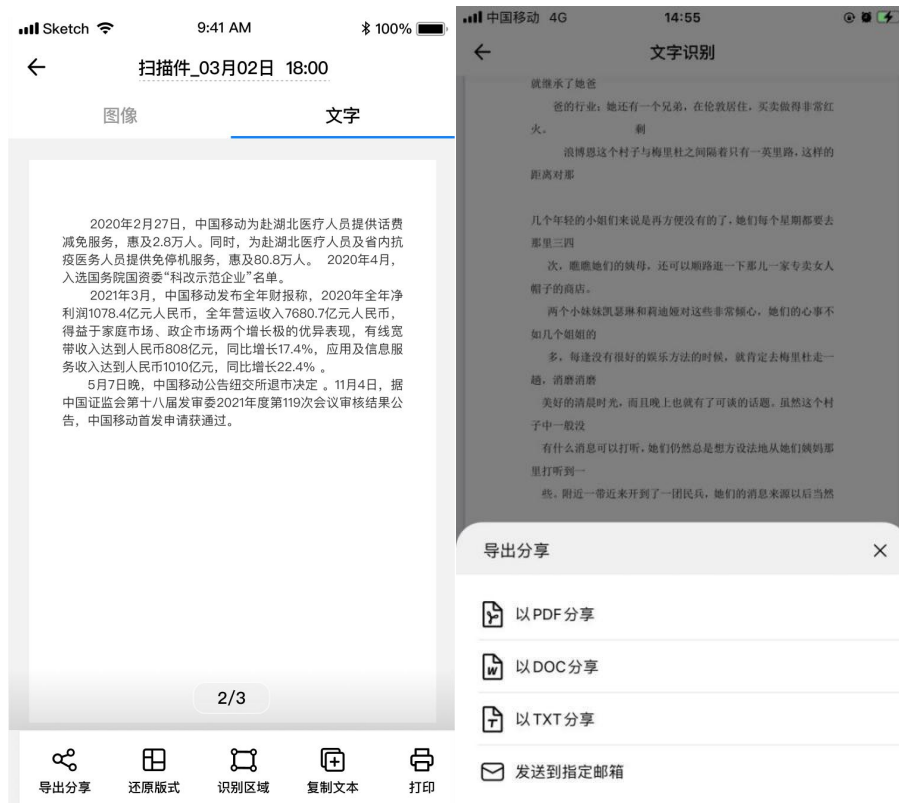 Sketch 9:41 AM 100%
扫描件_03月02日 18:00
图像 文字
2020年2月27日，中国移动为赴湖北医疗人员提供话费
减免服务，惠及2.8万人。同时，为赴湖北医疗人员及省内抗
疫医务人员提供免停机服务，惠及80.8万人。 2020年4月，
入选国务院国资委“科改示范企业”名单。
2021年3月，中国移动发布全年财报称，2020年全年净
利润1078.4亿元人民币，全年营运收入7680.7亿元人民币，
得益于家庭市场、政企市场两个增长极的优异表现，有线宽
带收入达到人民币808亿元，同比增长17.4%，应用及信息服
务收入达到人民币1010亿元，同比增长22.4% 。
5月7日晚，中国移动公告纽交所退市决定 。11月4日，据
中国证监会第十八届发审委2021年度第119次会议审核结果公
告，中国移动首发申请获通过。
2/3
导出分享 还原版式 识别区域 复制文本 打印
中国移动 4G 14:55
文字识别
就继承了她爸
爸的行业；她还有一个兄弟，在伦敦居住，买卖做得非常红
火。 剩
浪博恩这个村子与梅里杜之间隔着只有一英里路，这样的
距离对那
几个年轻的小姐们来说是再方便没有的了，她们每个星期都要去
那里三四
次，瞧瞧她们的姨母，还可以顺路逛一下那儿一家专卖女人
帽子的商店。
两个小妹妹凯瑟琳和莉迪娅对这些非常倾心，她们的心事不
如几个姐姐的
多，每逢没有很好的娱乐方法的时候，就肯定去梅里杜走一
趟，消磨消磨
美好的清晨时光，而且晚上也就有了可谈的话题。虽然这个村
子中一般没
有什么消息可以打听，她们仍然总是想方设法地从她们姨妈那
里打听到一
些。附近一带近来开到了一团民兵，她们的消息来源以后当然
导出分享
以PDF分享
以DOC分享
以TXT分享
发送到指定邮箱